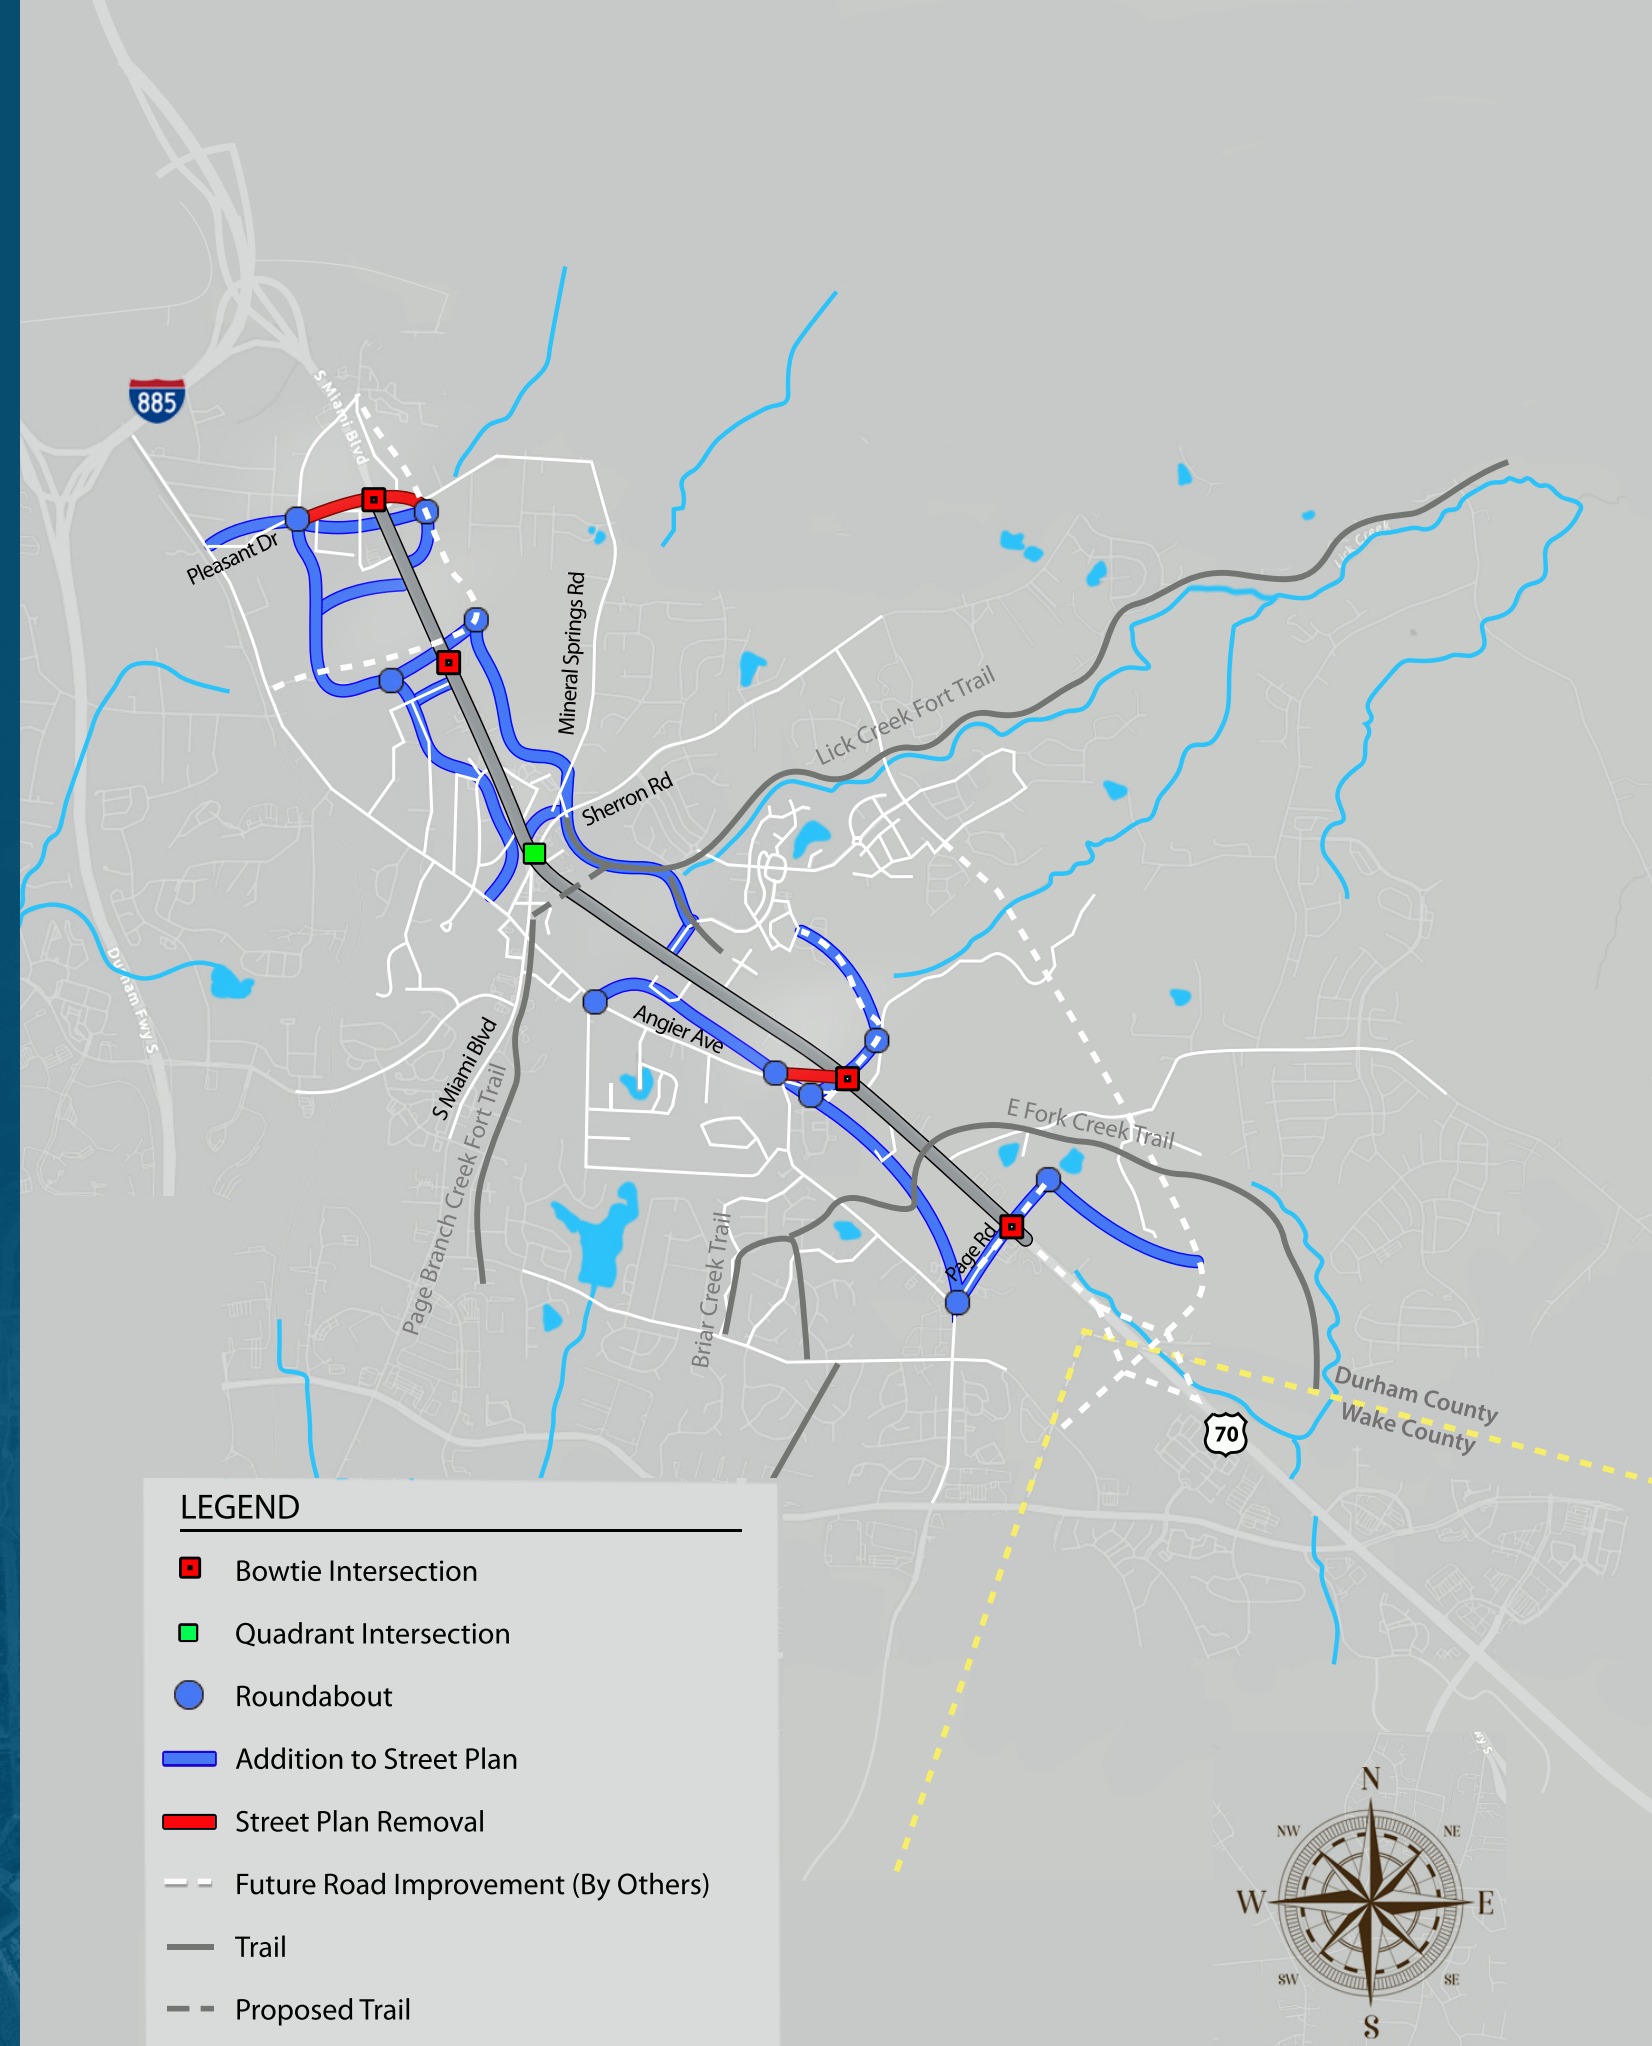 885
S Miami Blvd
Pleasant Dr
Mineral Springs Rd
Lick Creek
Lick Creek Fort Trail
Sherron Rd
Durham Fwy S
Angier Ave
S Miami Blvd
Page Branch Creek Fort Trail
E Fork Creek Trail
Page Rd
Briar Creek Trail
Durham County
Wake County
70
LEGEND
Bowtie Intersection
Quadrant Intersection
Roundabout
Addition to Street Plan
Street Plan Removal
Future Road Improvement (By Others)
Trail
Proposed Trail
N
NW
NE
W
E
SW
SE
S